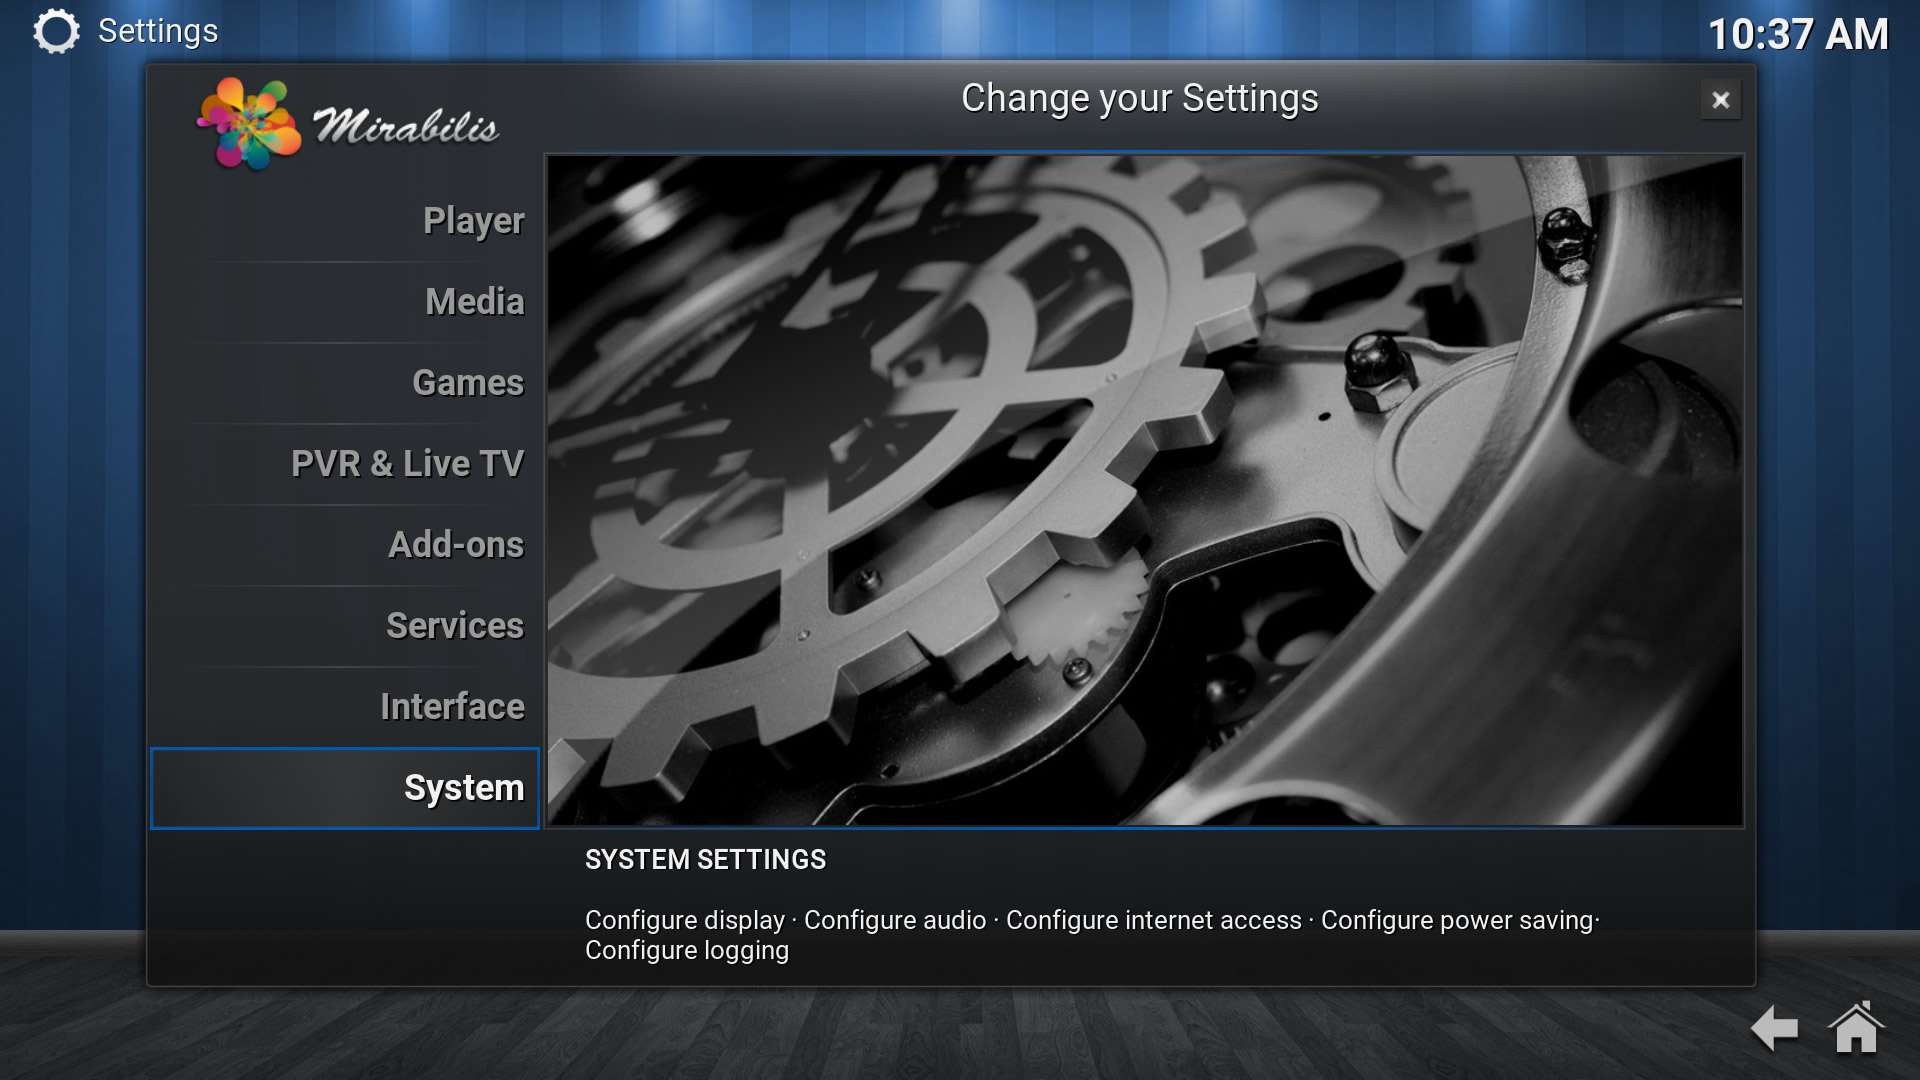 Settings
10:37 AM
Mirabilis
Change your Settings
Player
Media
Games
PVR & Live TV
Add-ons
Services
Interface
System
SYSTEM SETTINGS
Configure display · Configure audio · Configure internet access · Configure power saving·
Configure logging